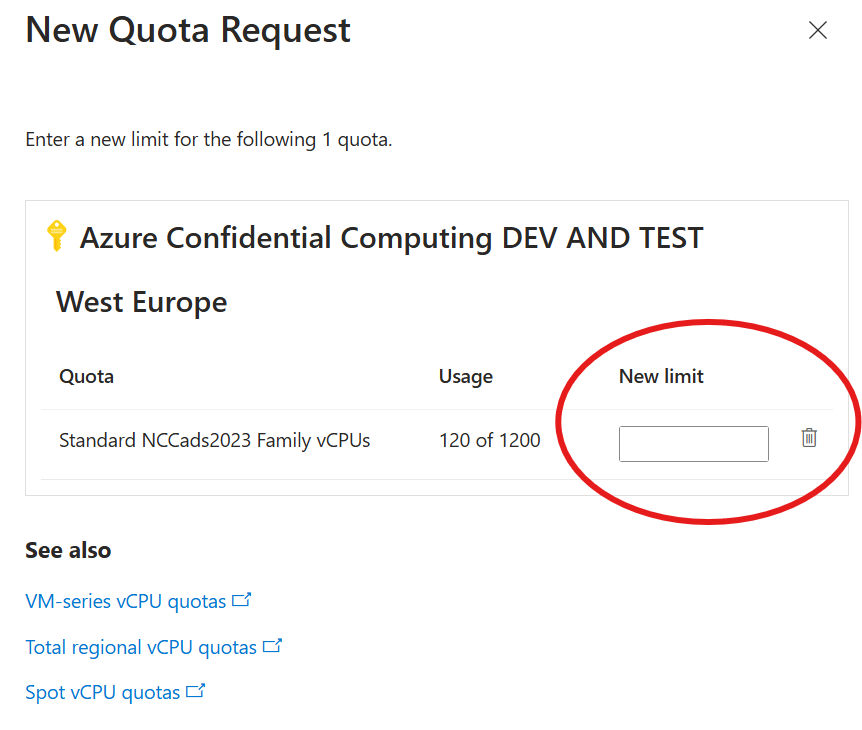 New Quota Request
Enter a new limit for the following 1 quota.
Azure Confidential Computing DEV AND TEST
West Europe
Quota Usage New limit
Standard NCCads2023 Family vCPUs 120 of 1200
See also
VM-series vCPU quotas
Total regional vCPU quotas
Spot vCPU quotas